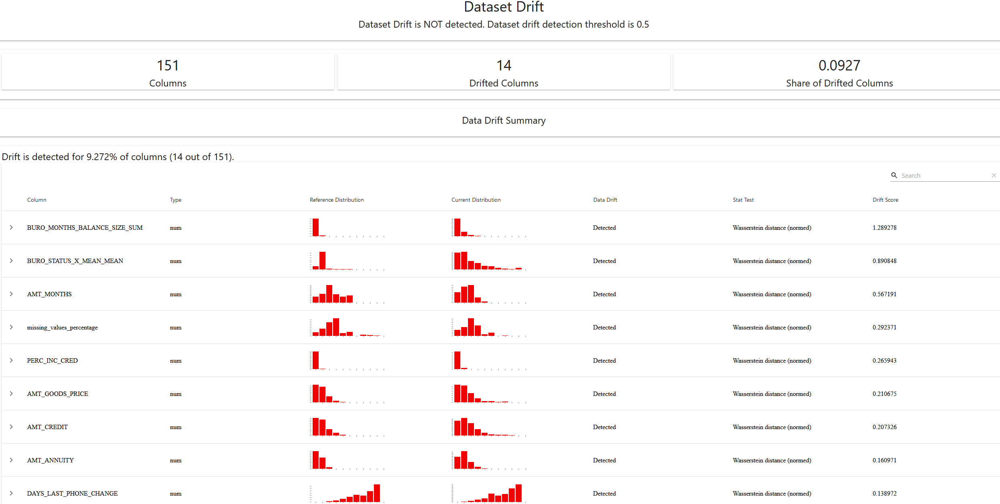 Dataset Drift
Dataset Drift is NOT detected. Dataset drift detection threshold is 0.5
151
Columns
14
Drifted Columns
0.0927
Share of Drifted Columns
Data Drift Summary
Drift is detected for 9.272% of columns (14 out of 151).
Search
Column Type Reference Distribution Current Distribution Data Drift Stat Test Drift Score
BURO_MONTHS_BALANCE_SIZE_SUM num Detected Wasserstein distance (normed) 1.289278
BURO_STATUS_X_MEAN_MEAN num Detected Wasserstein distance (normed) 0.890848
AMT_MONTHS num Detected Wasserstein distance (normed) 0.567191
missing_values_percentage num Detected Wasserstein distance (normed) 0.292371
PERC_INC_CRED num Detected Wasserstein distance (normed) 0.265943
AMT_GOODS_PRICE num Detected Wasserstein distance (normed) 0.210675
AMT_CREDIT num Detected Wasserstein distance (normed) 0.207326
AMT_ANNUITY num Detected Wasserstein distance (normed) 0.160971
DAYS_LAST_PHONE_CHANGE num Detected Wasserstein distance (normed) 0.138972